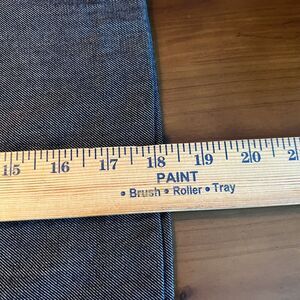 15 16 17 18 19 20 2
PAINT
• Brush • Roller • Tray